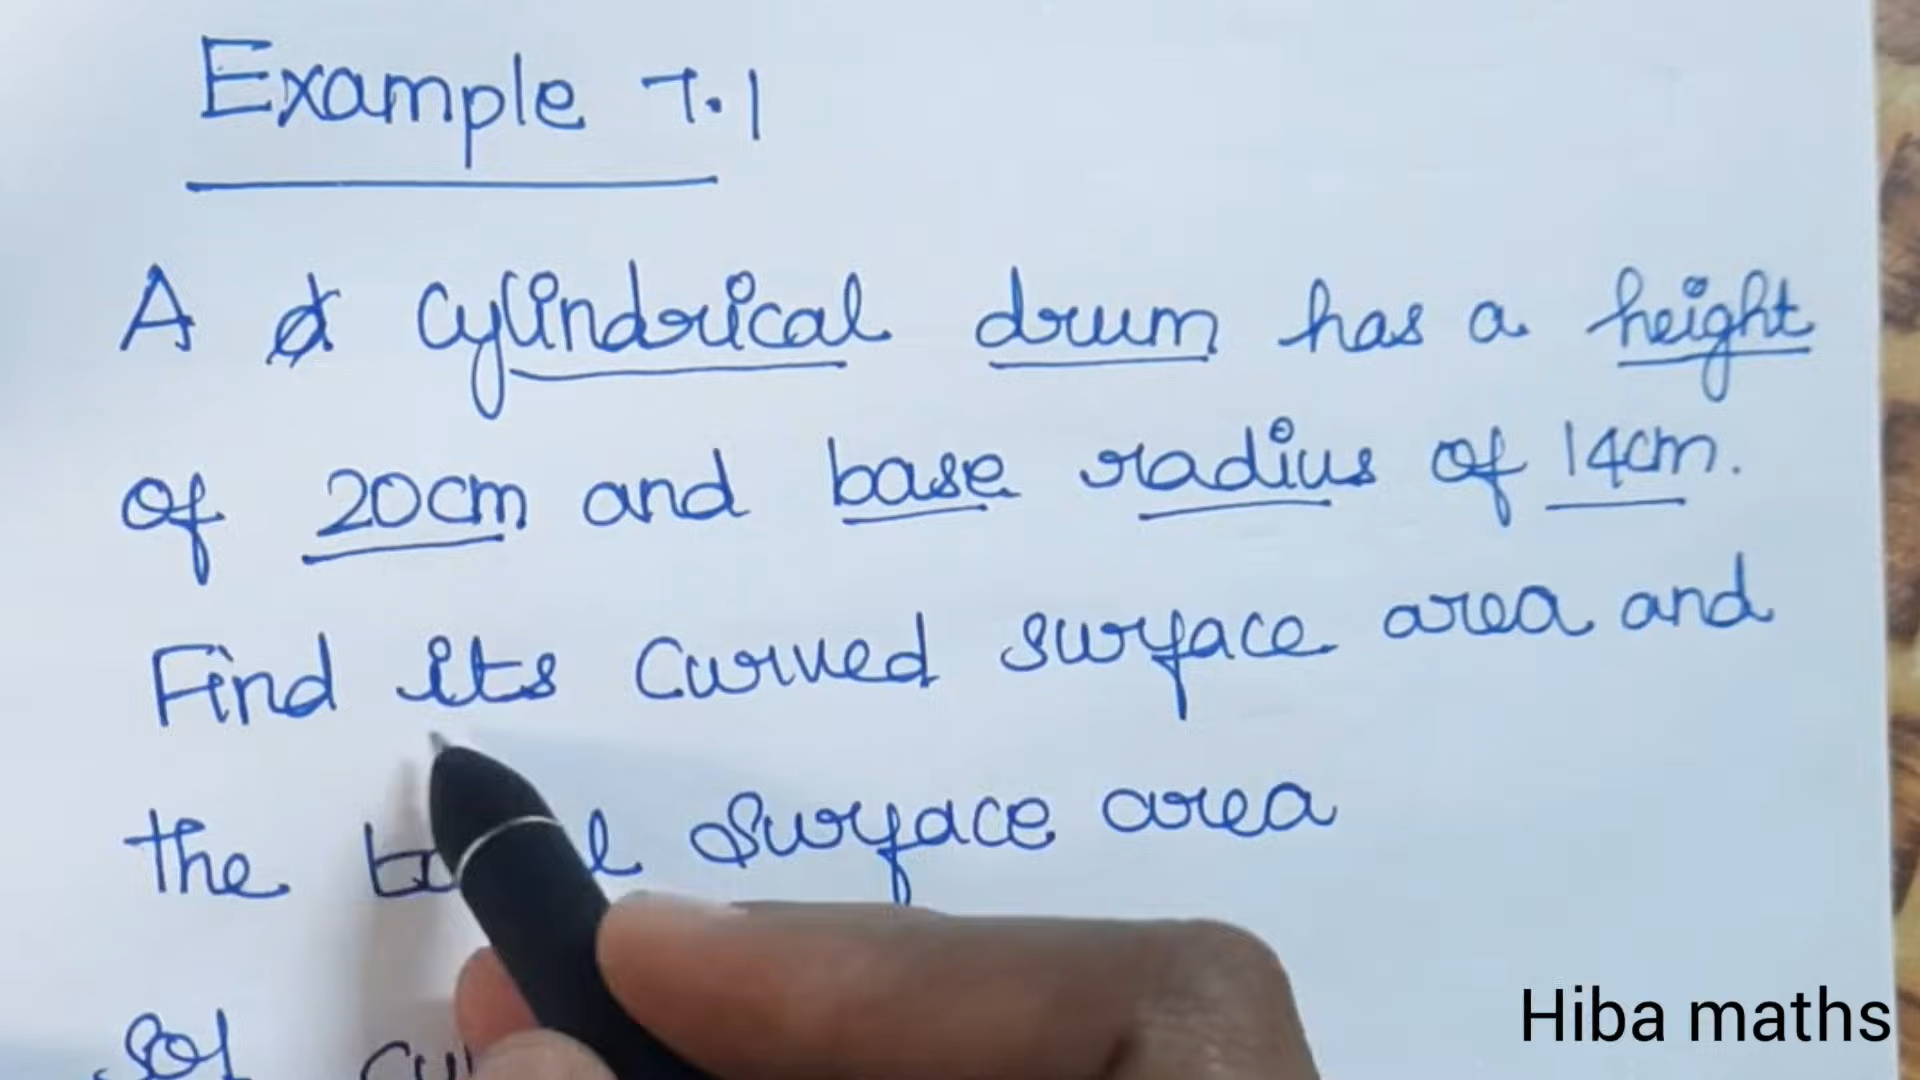 Example 7.1
A cylindrical drum has a height
of 20cm and base radius of 14cm.
Find its curved surface area and
the surface area
Sol
Hiba maths